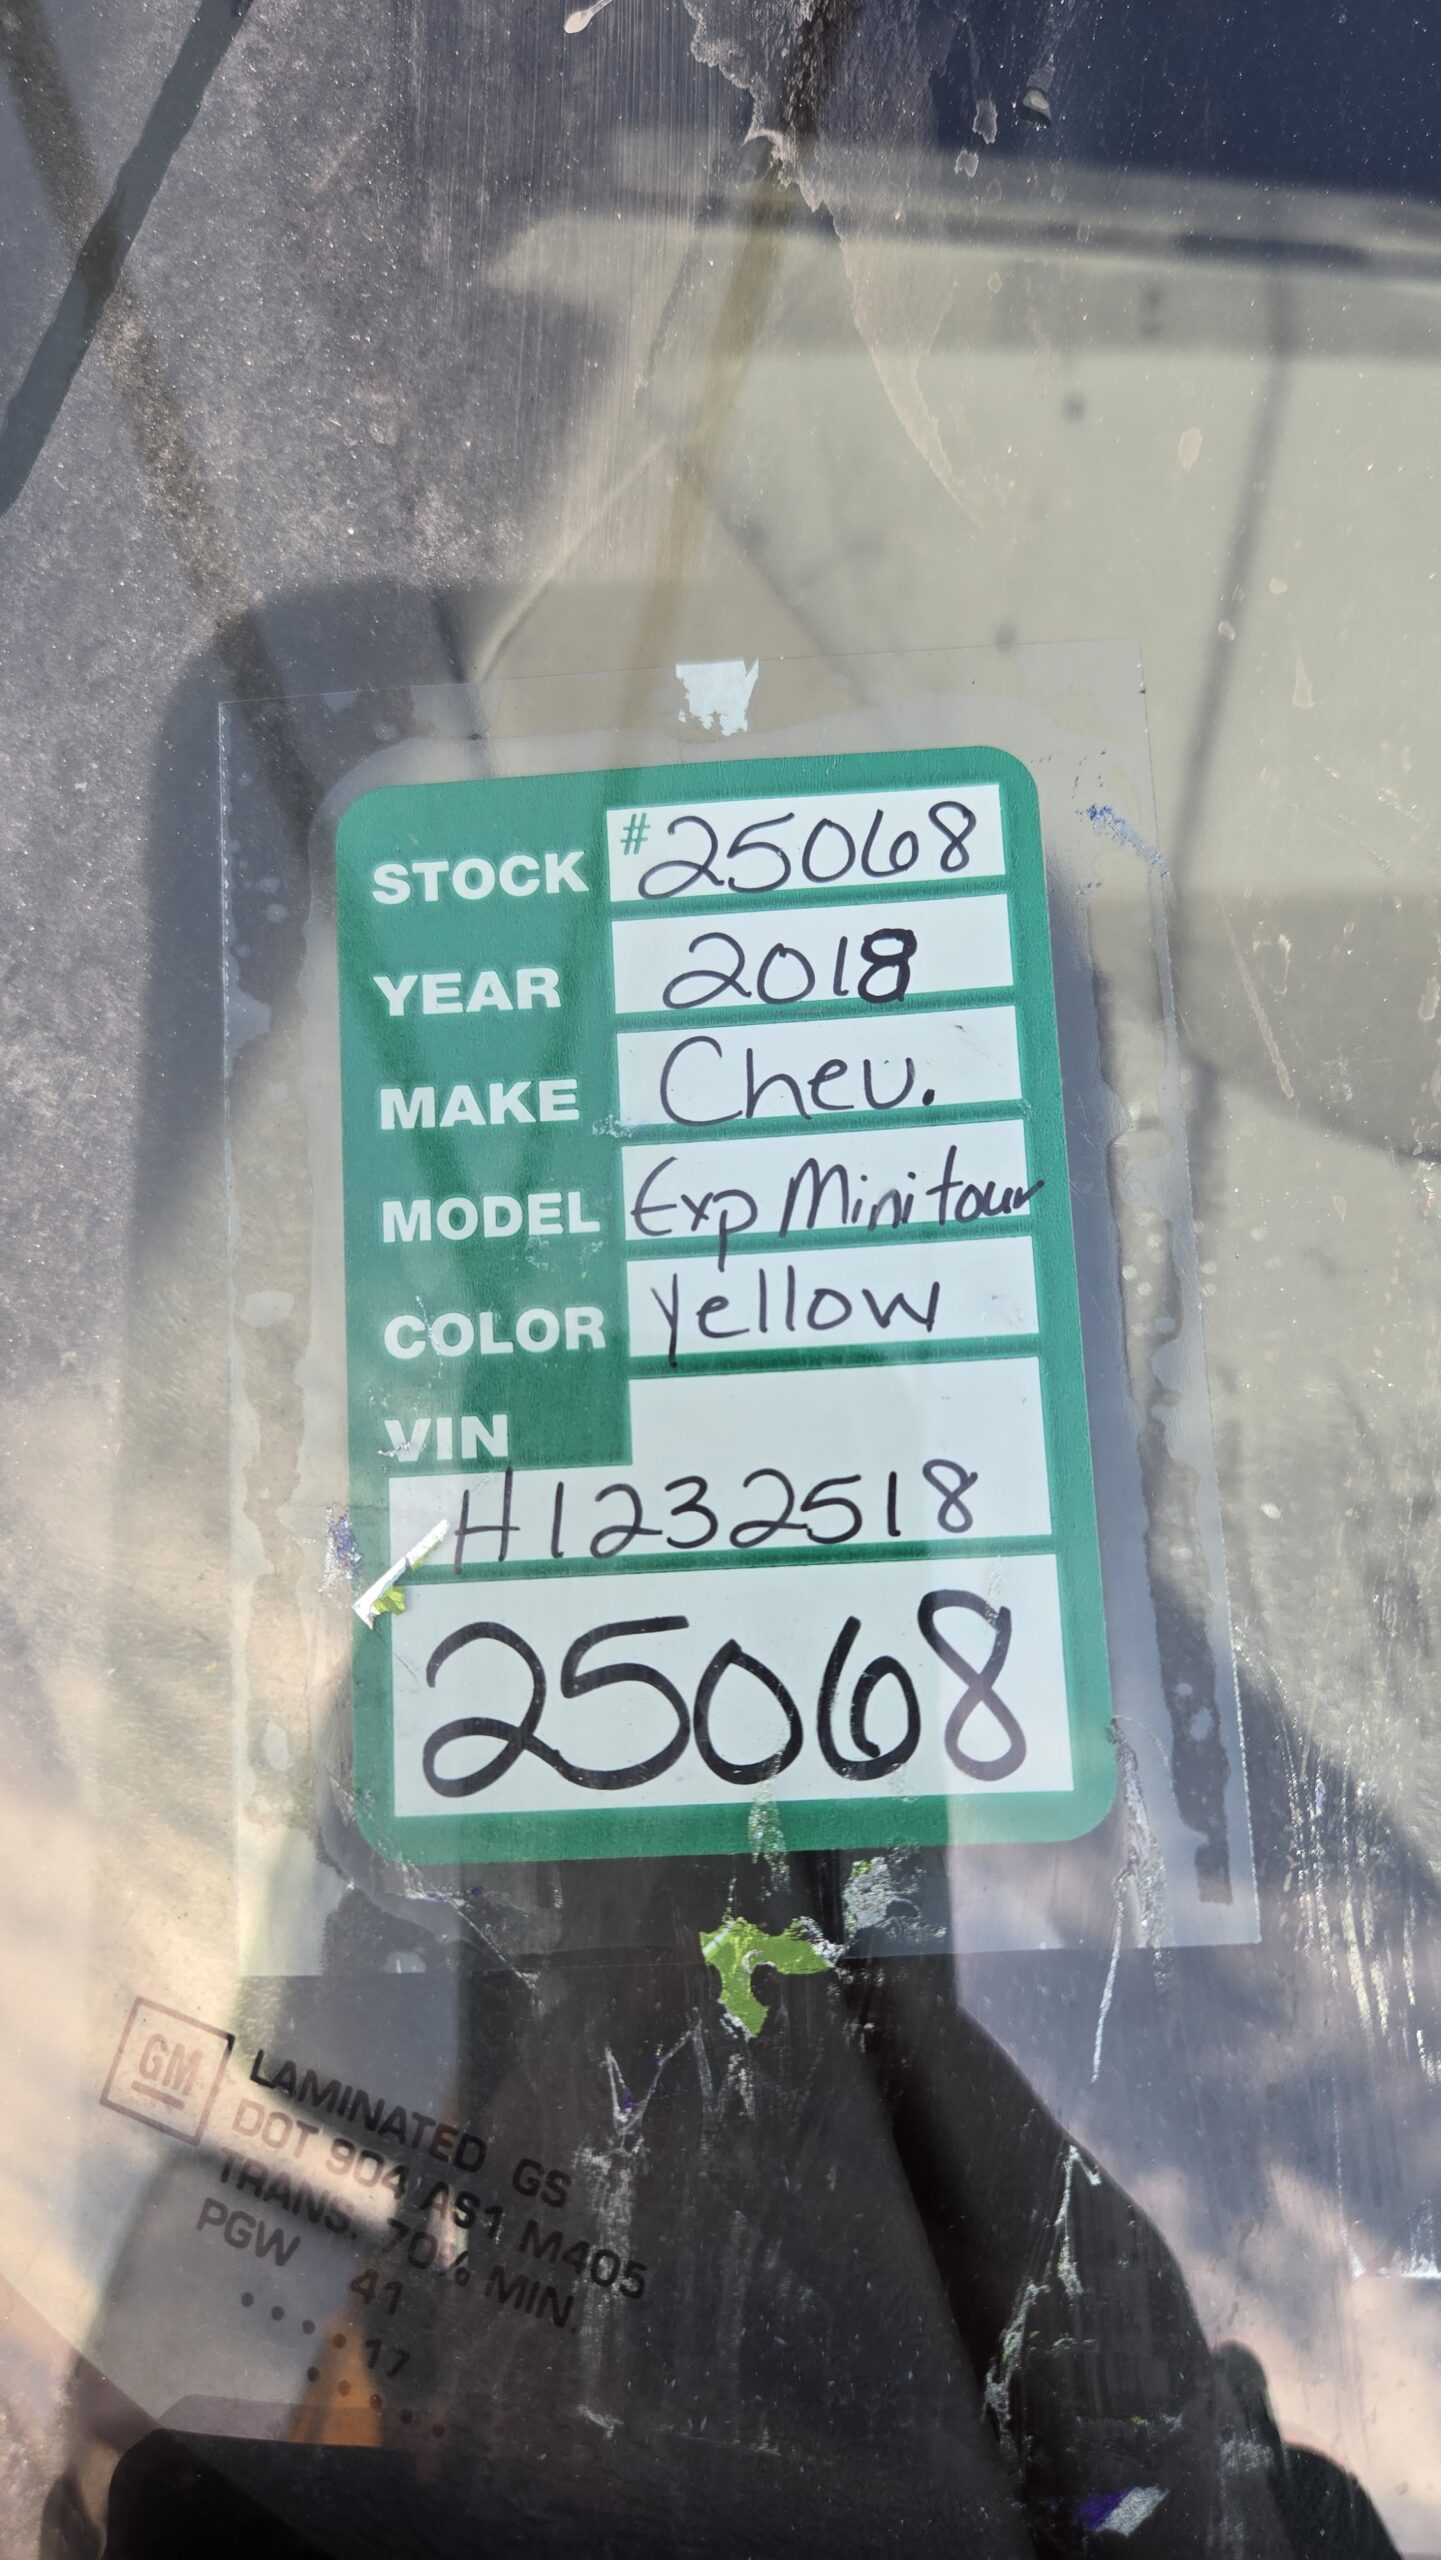 STOCK #25068
YEAR 2018
MAKE Chev.
MODEL Exp Minitour
COLOR Yellow
VIN
H1232518
25068
GM LAMINATED GS
DOT 904 AS1 M405
TRANS. 70% MIN.
PGW 41
17